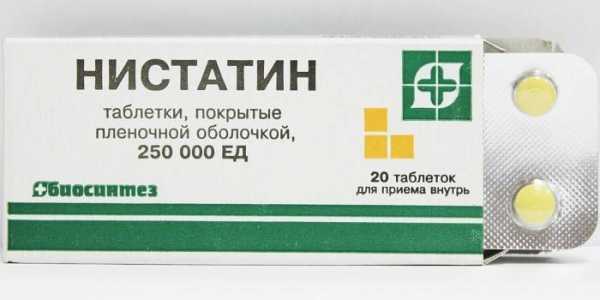 НИСТАТИН
таблетки, покрытые
пленочной оболочкой,
250 000 ЕД
20 таблеток
для приема внутрь
биосинтез